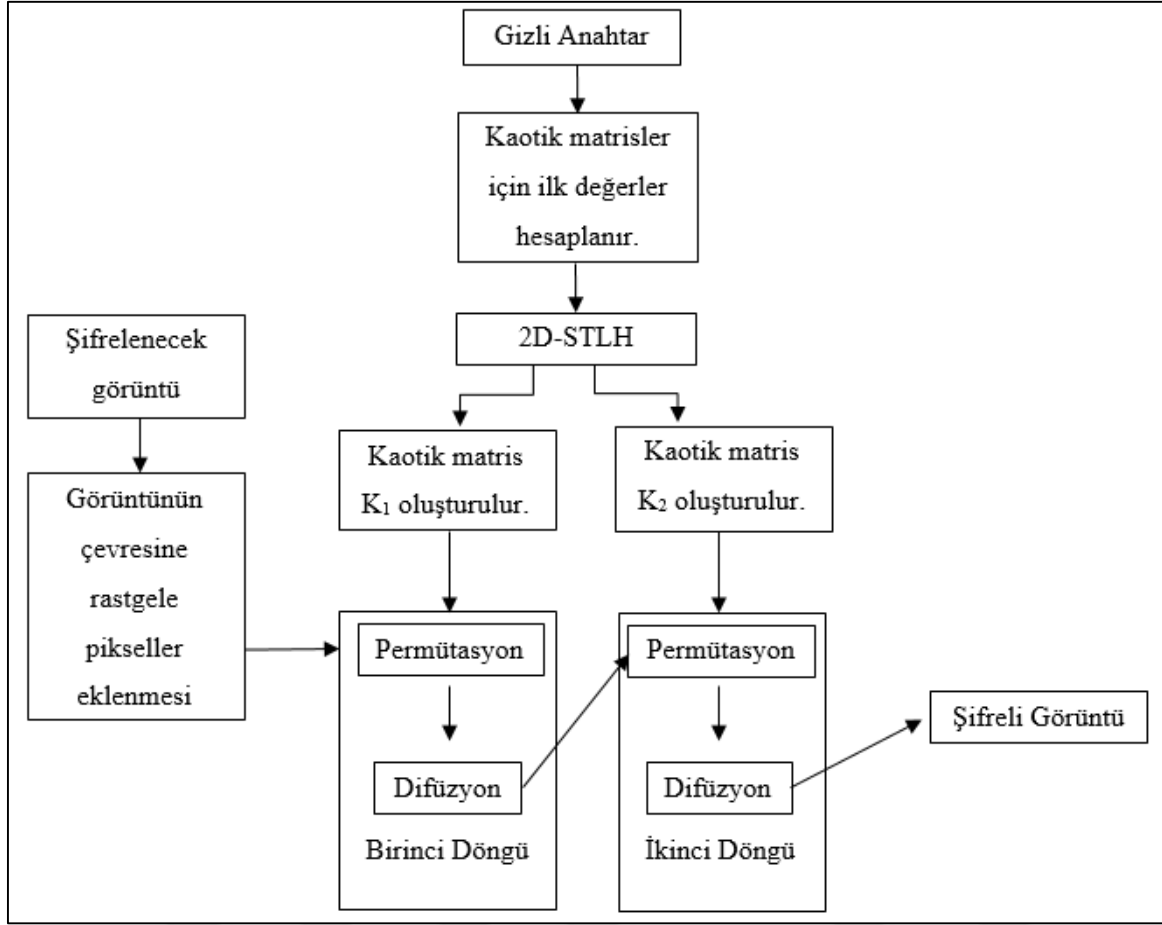 Gizli Anahtar
Kaotik matrisler
için ilk değerler
hesaplanır.
2D-STLH
Şifrelenecek
görüntü
Kaotik matris
K₁ oluşturulur.
Kaotik matris
K₂ oluşturulur.
Görüntünün
çevresine
rastgele
pikseller
eklenmesi
Permütasyon
Difüzyon
Birinci Döngü
Permütasyon
Difüzyon
İkinci Döngü
Şifreli Görüntü